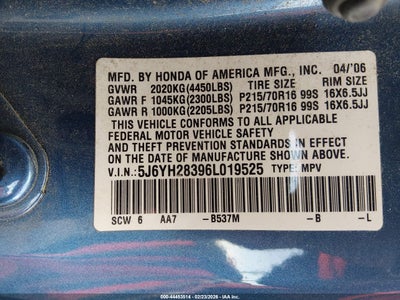 MFD. BY HONDA OF AMERICA MFG., INC. 04/'06
GVWR 2020KG(4450LBS) TIRE SIZE RIM SIZE
GAWR F 1045KG(2300LBS) P215/70R16 99S 16X6.5JJ
GAWR R 1000KG(2205LBS) P215/70R16 99S 16X6.5JJ
THIS VEHICLE CONFORMS TO ALL APPLICABLE
FEDERAL MOTOR VEHICLE SAFETY
AND THEFT PREVENTION STANDARDS IN EFFECT
ON THE DATE OF MANUFACTURE SHOWN ABOVE.
V.I.N.: 5J6YH28396L019525 TYPE: MPV
SCW 6 AA7 -B537M -B -L
000-44453514 - 02/23/2026 - IAA Inc.